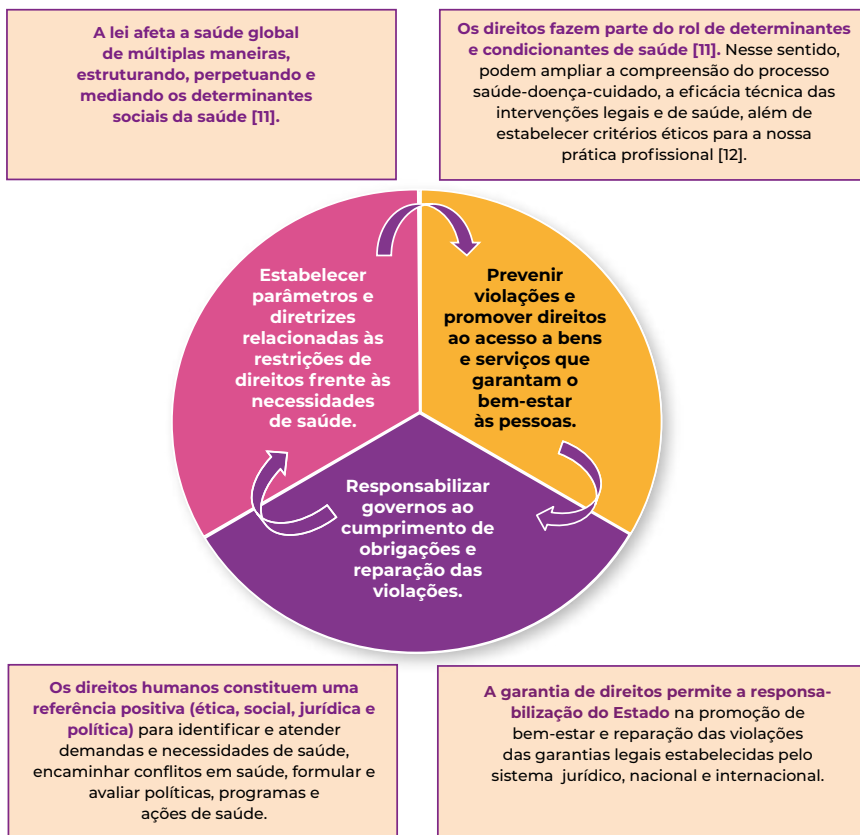 A lei afeta a saúde global
de múltiplas maneiras,
estruturando, perpetuando e
mediando os determinantes
sociais da saúde [11].
Os direitos fazem parte do rol de determinantes
e condicionantes de saúde [11]. Nesse sentido,
podem ampliar a compreensão do processo
saúde-doença-cuidado, a eficácia técnica das
intervenções legais e de saúde, além de
estabelecer critérios éticos para a nossa
prática profissional [12].
Estabelecer
parâmetros e
diretrizes
relacionadas às
restrições de
direitos frente às
necessidades
de saúde.
Prevenir
violações e
promover direitos
ao acesso a bens
e serviços que
garantam o
bem-estar
às pessoas.
Responsabilizar
governos ao
cumprimento de
obrigações e
reparação das
violações.
Os direitos humanos constituem uma
referência positiva (ética, social, jurídica e
política) para identificar e atender
demandas e necessidades de saúde,
encaminhar conflitos em saúde, formular e
avaliar políticas, programas e
ações de saúde.
A garantia de direitos permite a responsa-
bilização do Estado na promoção de
bem-estar e reparação das violações
das garantias legais estabelecidas pelo
sistema jurídico, nacional e internacional.